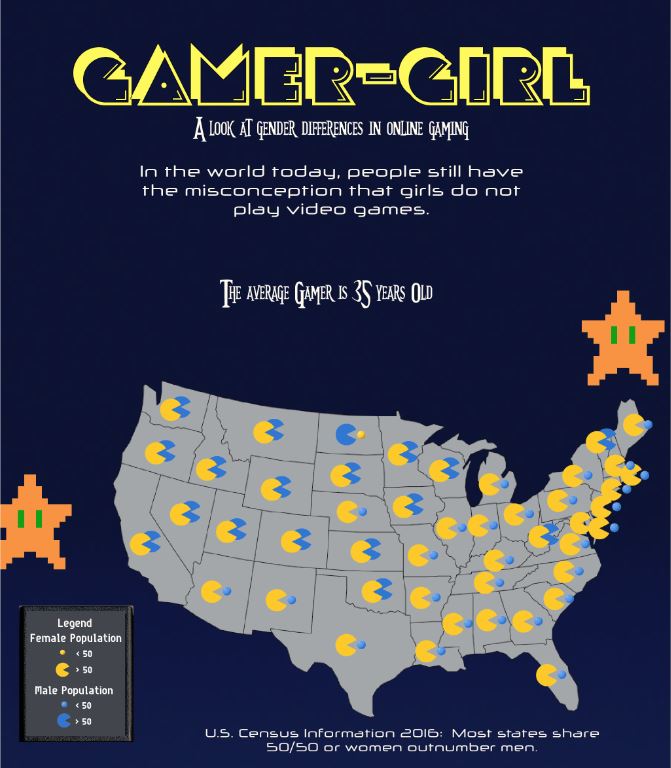 GAMER-GIRL
A look at gender differences in online gaming
In the world today, people still have
the misconception that girls do not
play video games.
The average Gamer is 35 years Old
Legend
Female Population
< 50
> 50
Male Population
< 50
> 50
U.S. Census Information 2016: Most states share
50/50 or women outnumber men.